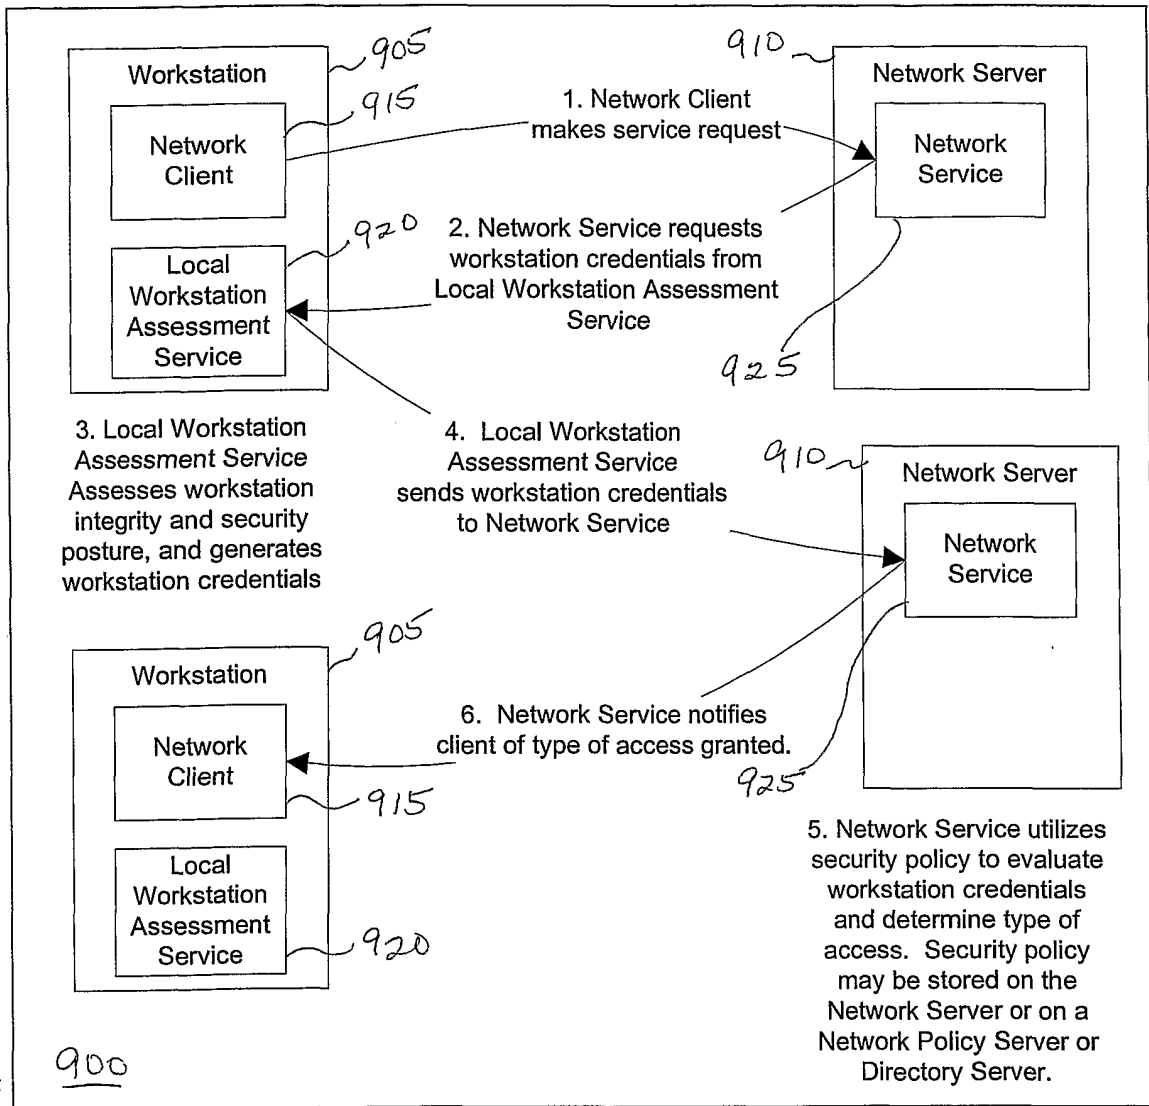 905
910
Workstation
Network Server
915
1. Network Client
makes service request
Network
Client
Network
Service
920
2. Network Service requests
workstation credentials from
Local Workstation Assessment
Service
Local
Workstation
Assessment
Service
925
3. Local Workstation
Assessment Service
Assesses workstation
integrity and security
posture, and generates
workstation credentials
4. Local Workstation
Assessment Service
sends workstation credentials
to Network Service
910
Network Server
Network
Service
905
Workstation
Network
Client
6. Network Service notifies
client of type of access granted.
925
915
5. Network Service utilizes
security policy to evaluate
workstation credentials
and determine type of
access. Security policy
may be stored on the
Network Server or on a
Network Policy Server or
Directory Server.
Local
Workstation
Assessment
Service
920
900